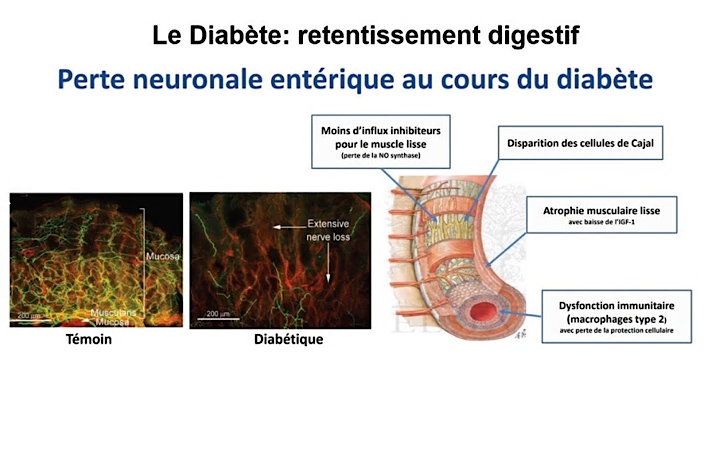 Le Diabète: retentissement digestif
Perte neuronale entérique au cours du diabète
Moins d'influx inhibiteurs
pour le muscle lisse
(perte de la NO synthase)
Disparition des cellules de Cajal
Extensive
nerve loss
Mucosa
Muscularis
Mucosa
200 µm
200 µm
Témoin
Diabétique
Atrophie musculaire lisse
avec baisse de l'IGF-1
Dysfonction immunitaire
(macrophages type 2)
avec perte de la protection cellulaire